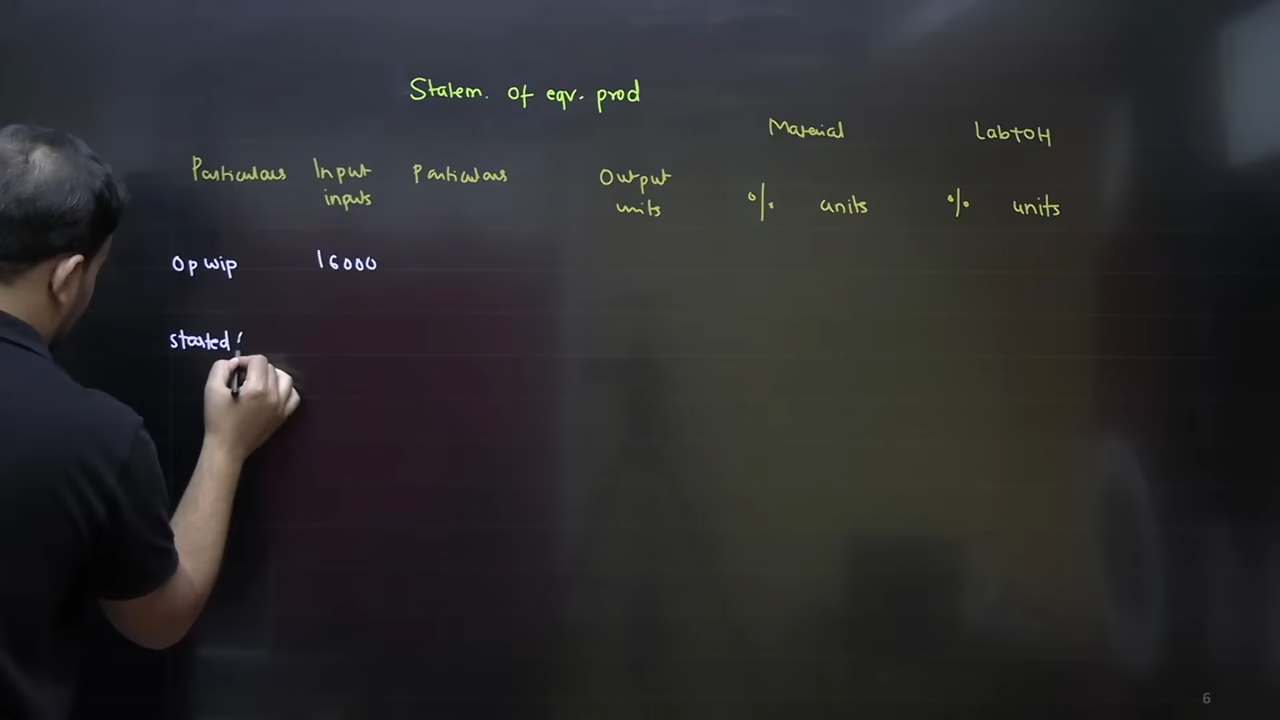 Statem. of eqv. prod
Material Lab+OH
Particulars Input Particulars Output
inputs units % units % units
Op wip 16000
started
6